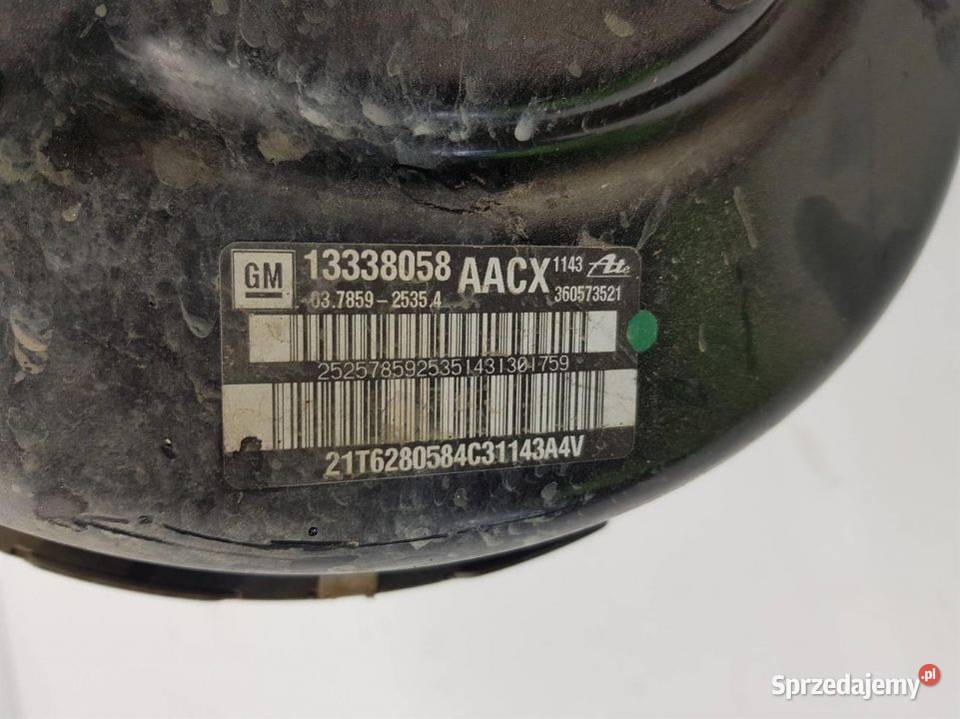 GM 13338058 AACX 1143 Ate
03.7859-2535.4 360573521
2525785925351431301759
21T6280584C31143A4V
Sprzedajemy.pl